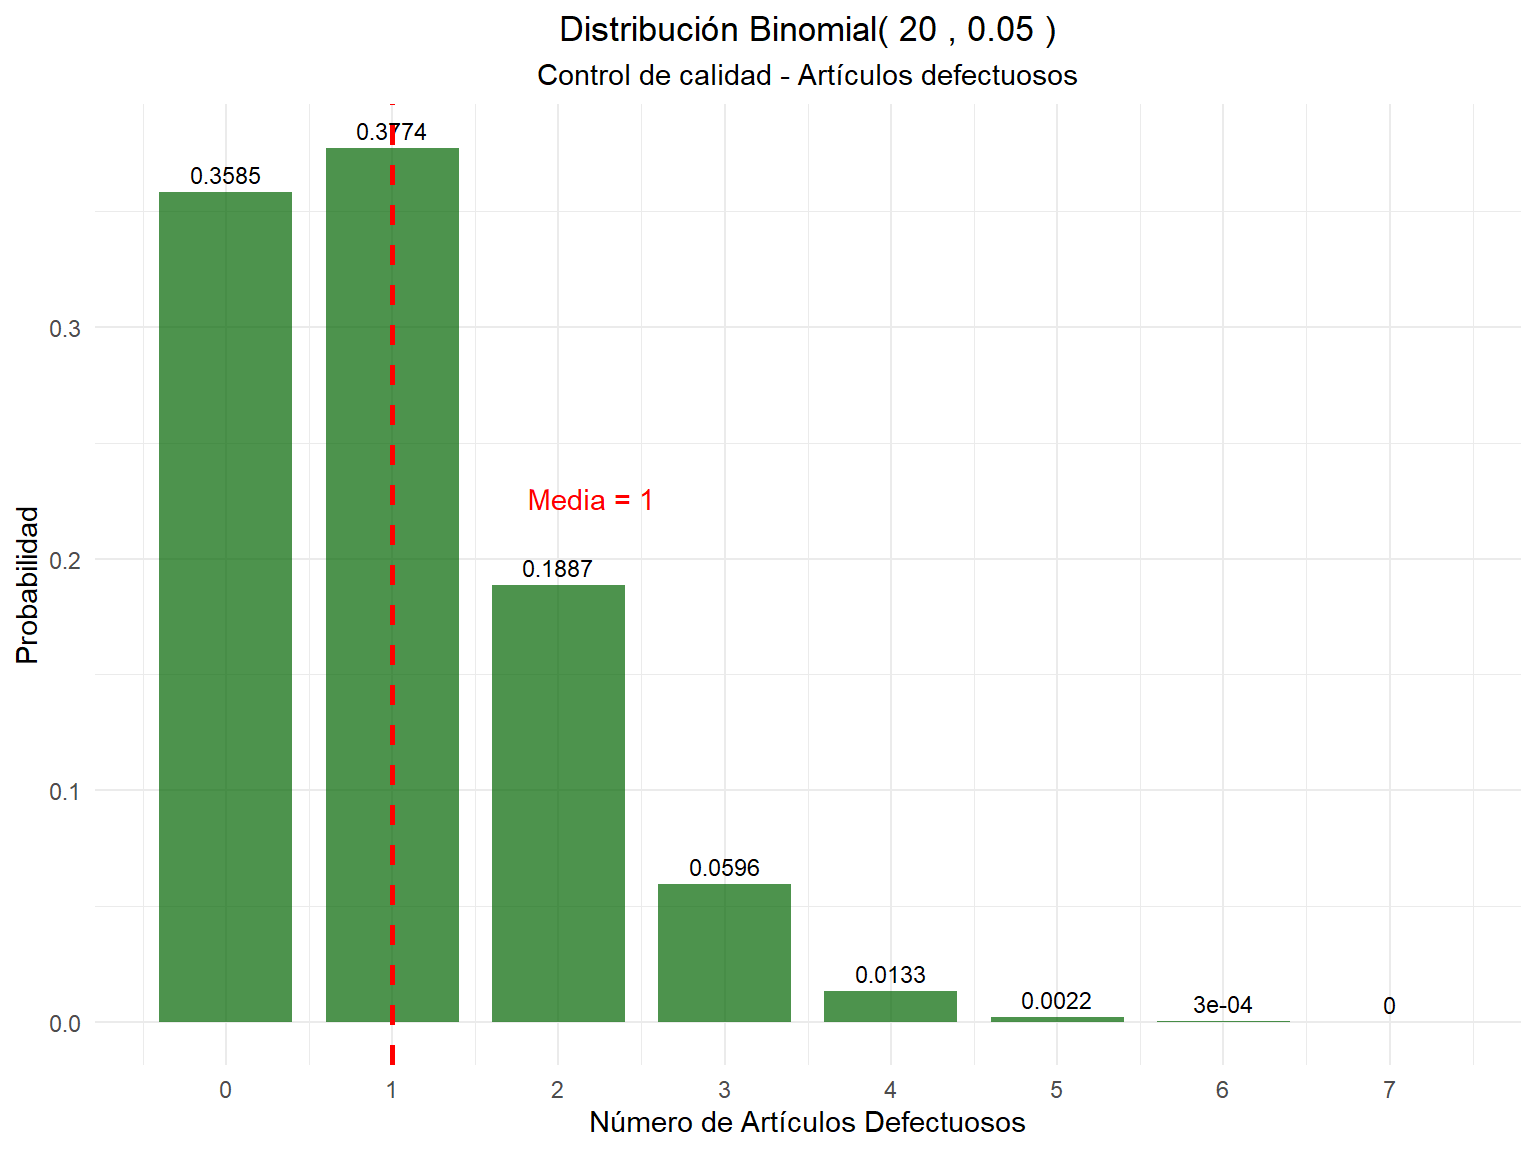 Distribución Binomial( 20 , 0.05 )
Control de calidad - Artículos defectuosos
0.3774
0.3585
0.3
Media = 1
0.2
0.1887
Probabilidad
0.1
0.0596
0.0133
0.0022
3e-04
0
0.0
0 1 2 3 4 5 6 7
Número de Artículos Defectuosos